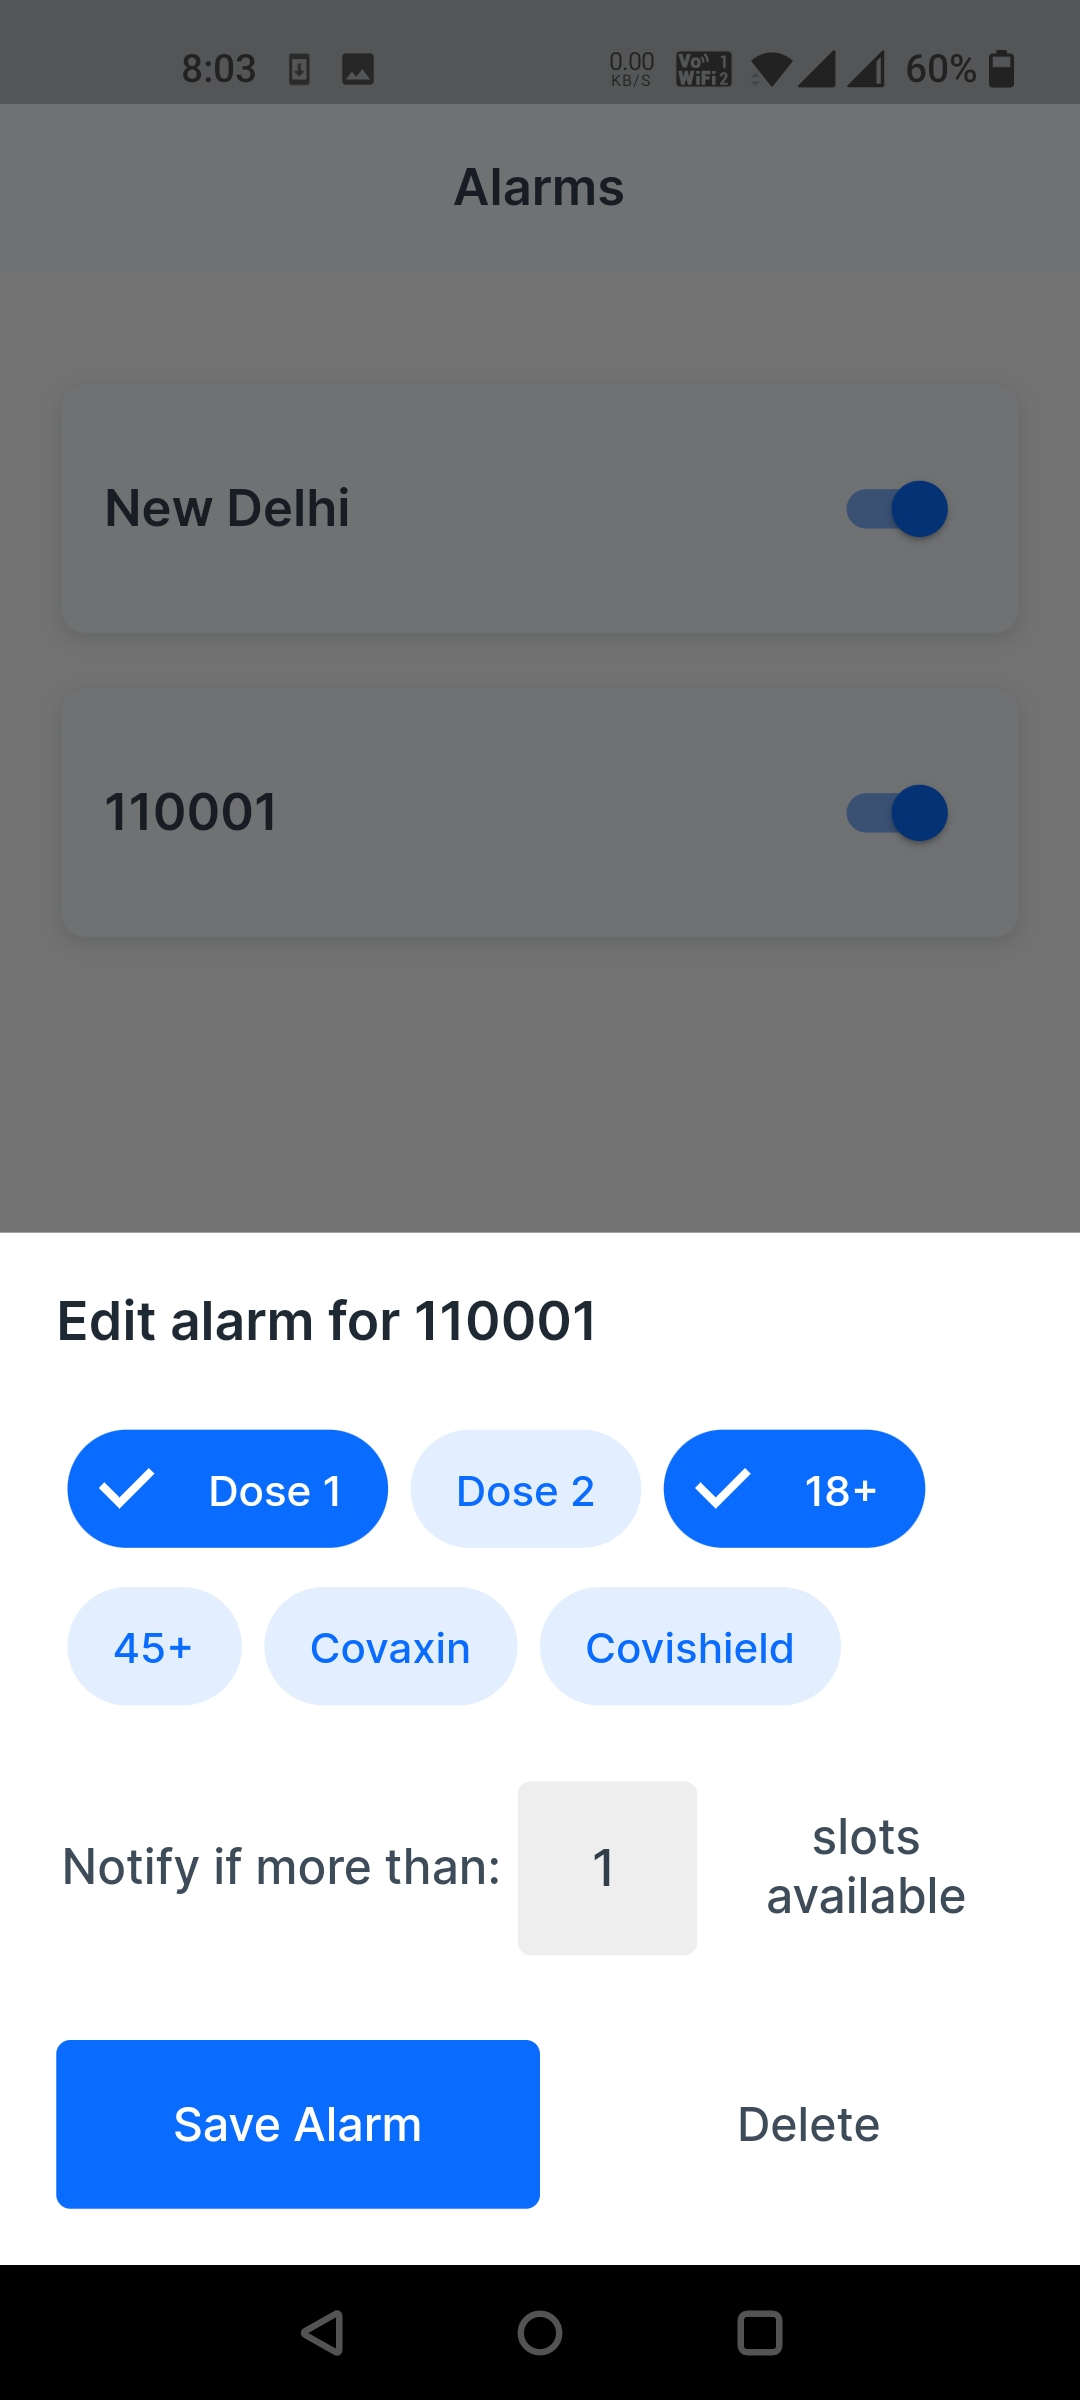 8:03
0.00
KB/S
Vo 1
WiFi 2
60%
Alarms
New Delhi
110001
Edit alarm for 110001
Dose 1
Dose 2
18+
45+
Covaxin
Covishield
Notify if more than:
1
slots
available
Save Alarm
Delete